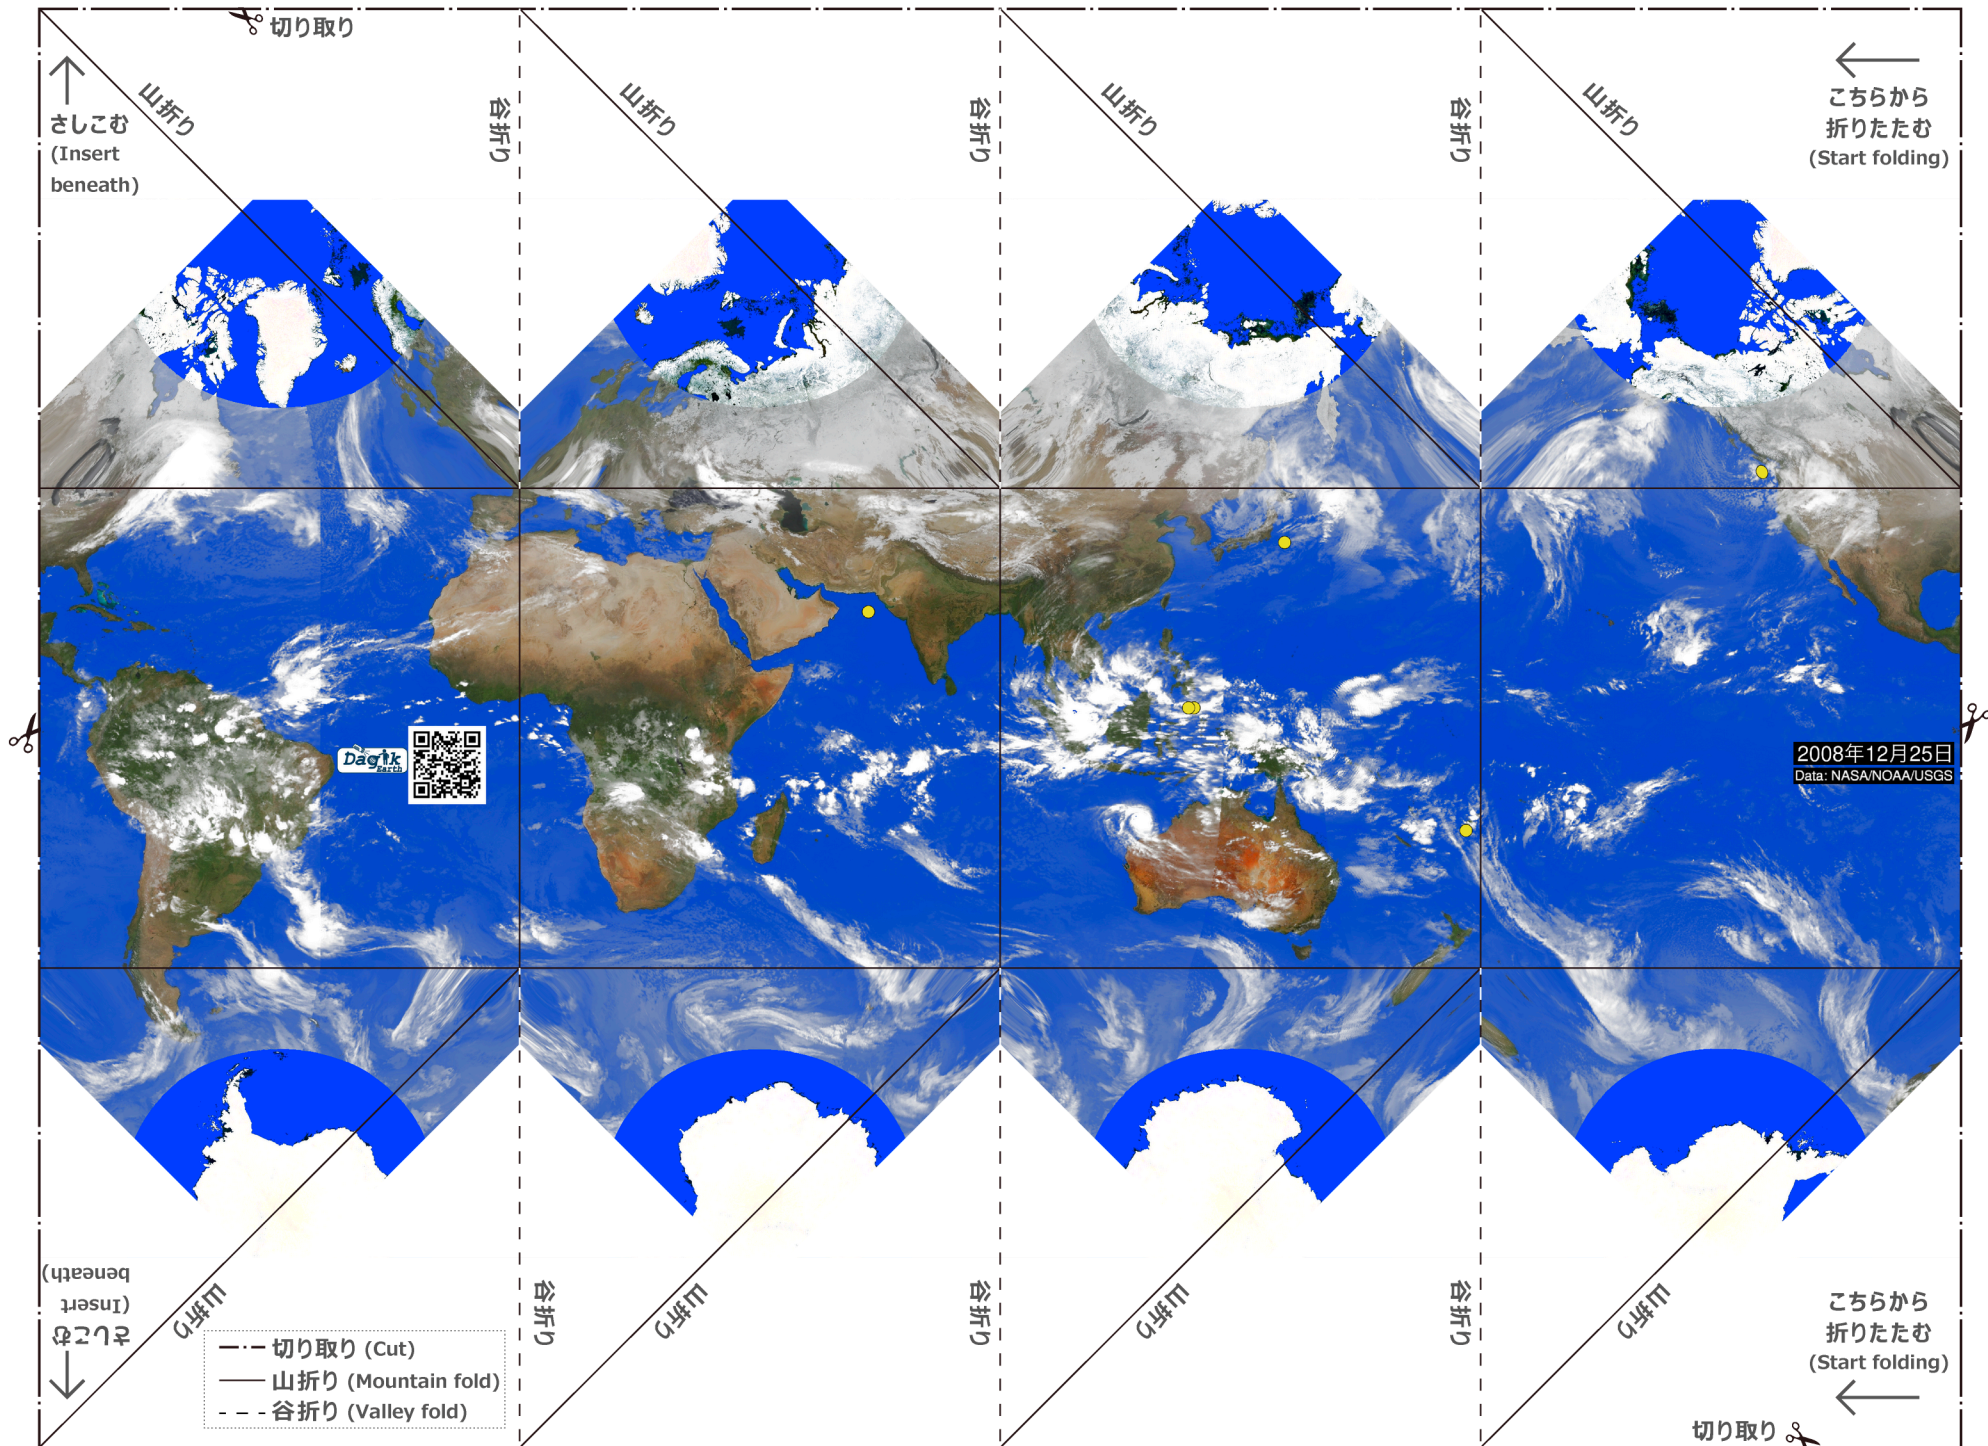 切り取り
さしこむ
(Insert
beneath)
山折り
谷折り
山折り
谷折り
山折り
谷折り
山折り
こちらから
折りたたむ
(Start folding)
Dagik
Earth
2008年12月25日
Data: NASA/NOAA/USGS
さしこむ
(Insert
beneath)
山折り
谷折り
山折り
谷折り
山折り
谷折り
山折り
こちらから
折りたたむ
(Start folding)
切り取り (Cut)
山折り (Mountain fold)
谷折り (Valley fold)
切り取り